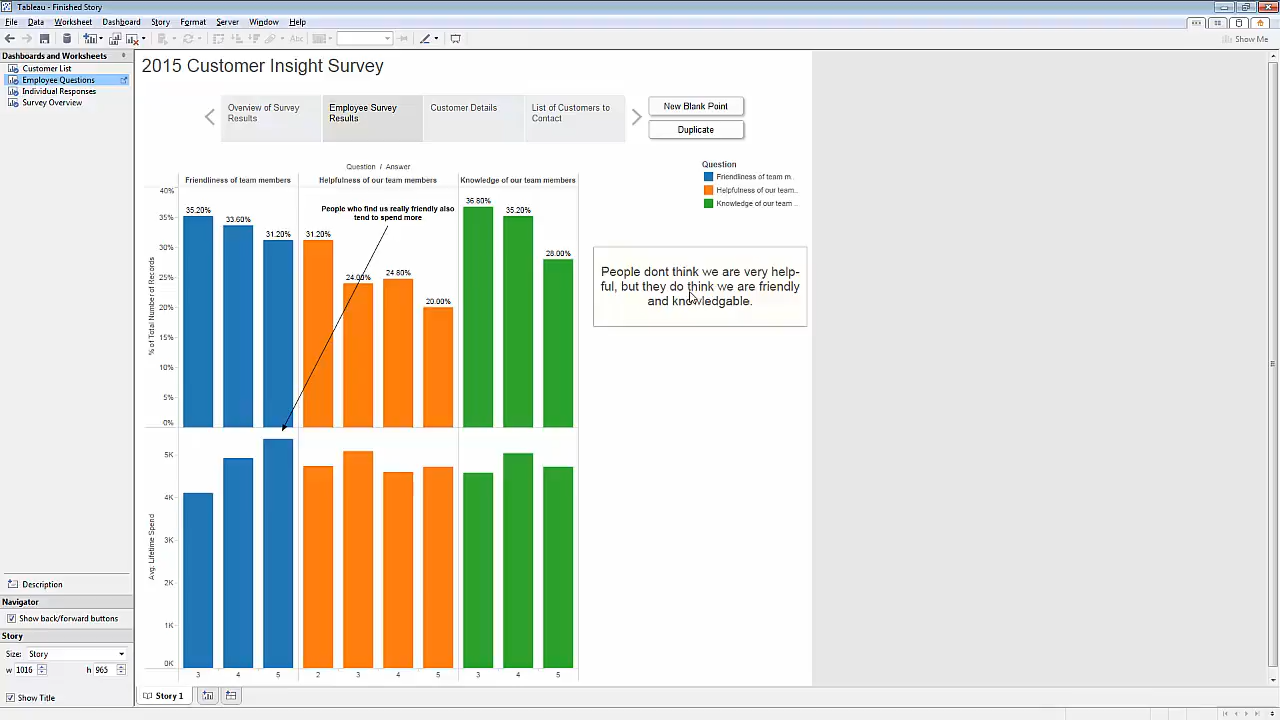 Tableau - Finished Story
File Data Worksheet Dashboard Story Format Server Window Help
Abc
Show Me
Dashboards and Worksheets
Customer List
Employee Questions
Individual Responses
Survey Overview
2015 Customer Insight Survey
Overview of Survey
Results
Employee Survey
Results
Customer Details
List of Customers to
Contact
New Blank Point
Duplicate
Question / Answer
Friendliness of team members
Helpfulness of our team members
Knowledge of our team members
Question
Friendliness of team m..
Helpfulness of our team..
Knowledge of our team ..
40%
35%
30%
25%
20%
15%
10%
5%
0%
% of Total Number of Records
35.20%
33.60%
31.20%
31.20%
24.00%
24.80%
20.00%
36.80%
35.20%
28.00%
People who find us really friendly also
tend to spend more
People dont think we are very help-
ful, but they do think we are friendly
and knowledgable.
5K
4K
3K
2K
1K
0K
Avg. Lifetime Spend
3 4 5 2 3 4 5 3 4 5
Description
Navigator
Show back/forward buttons
Story
Size: Story
w 1016 h 965
Show Title
Story 1